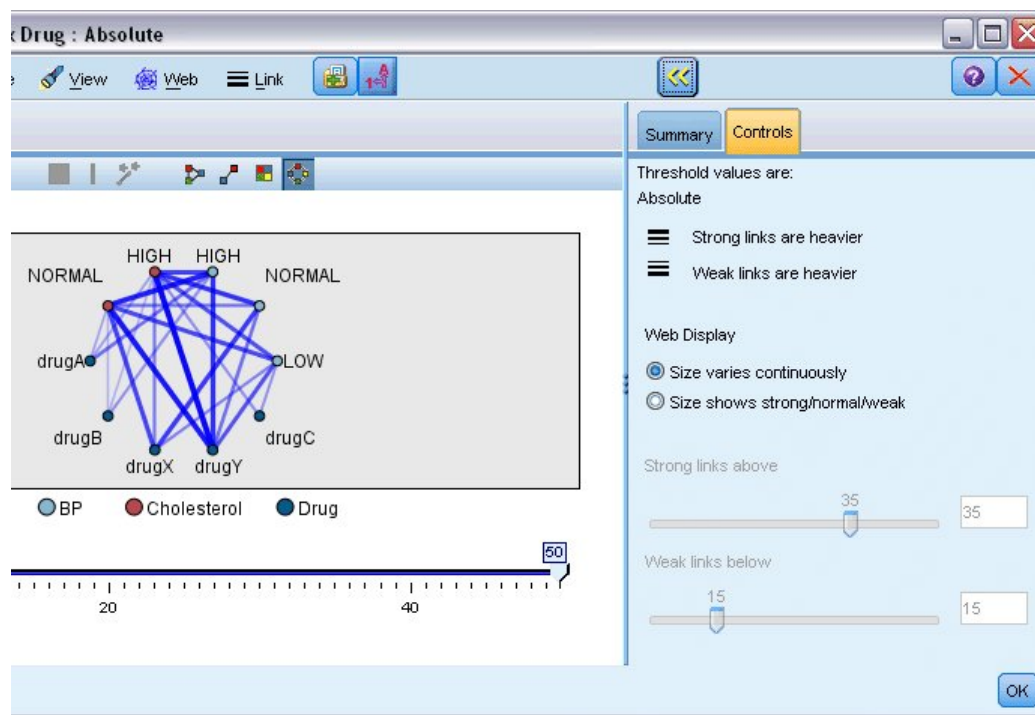 Drug : Absolute
View Web Link
Summary Controls
Threshold values are:
Absolute
Strong links are heavier
Weak links are heavier
Web Display
Size varies continuously
Size shows strong/normal/weak
Strong links above
35
35
Weak links below
15
15
OK
HIGH HIGH
NORMAL NORMAL
drugA LOW
drugB drugC
drugX drugY
BP Cholesterol Drug
50
20 40